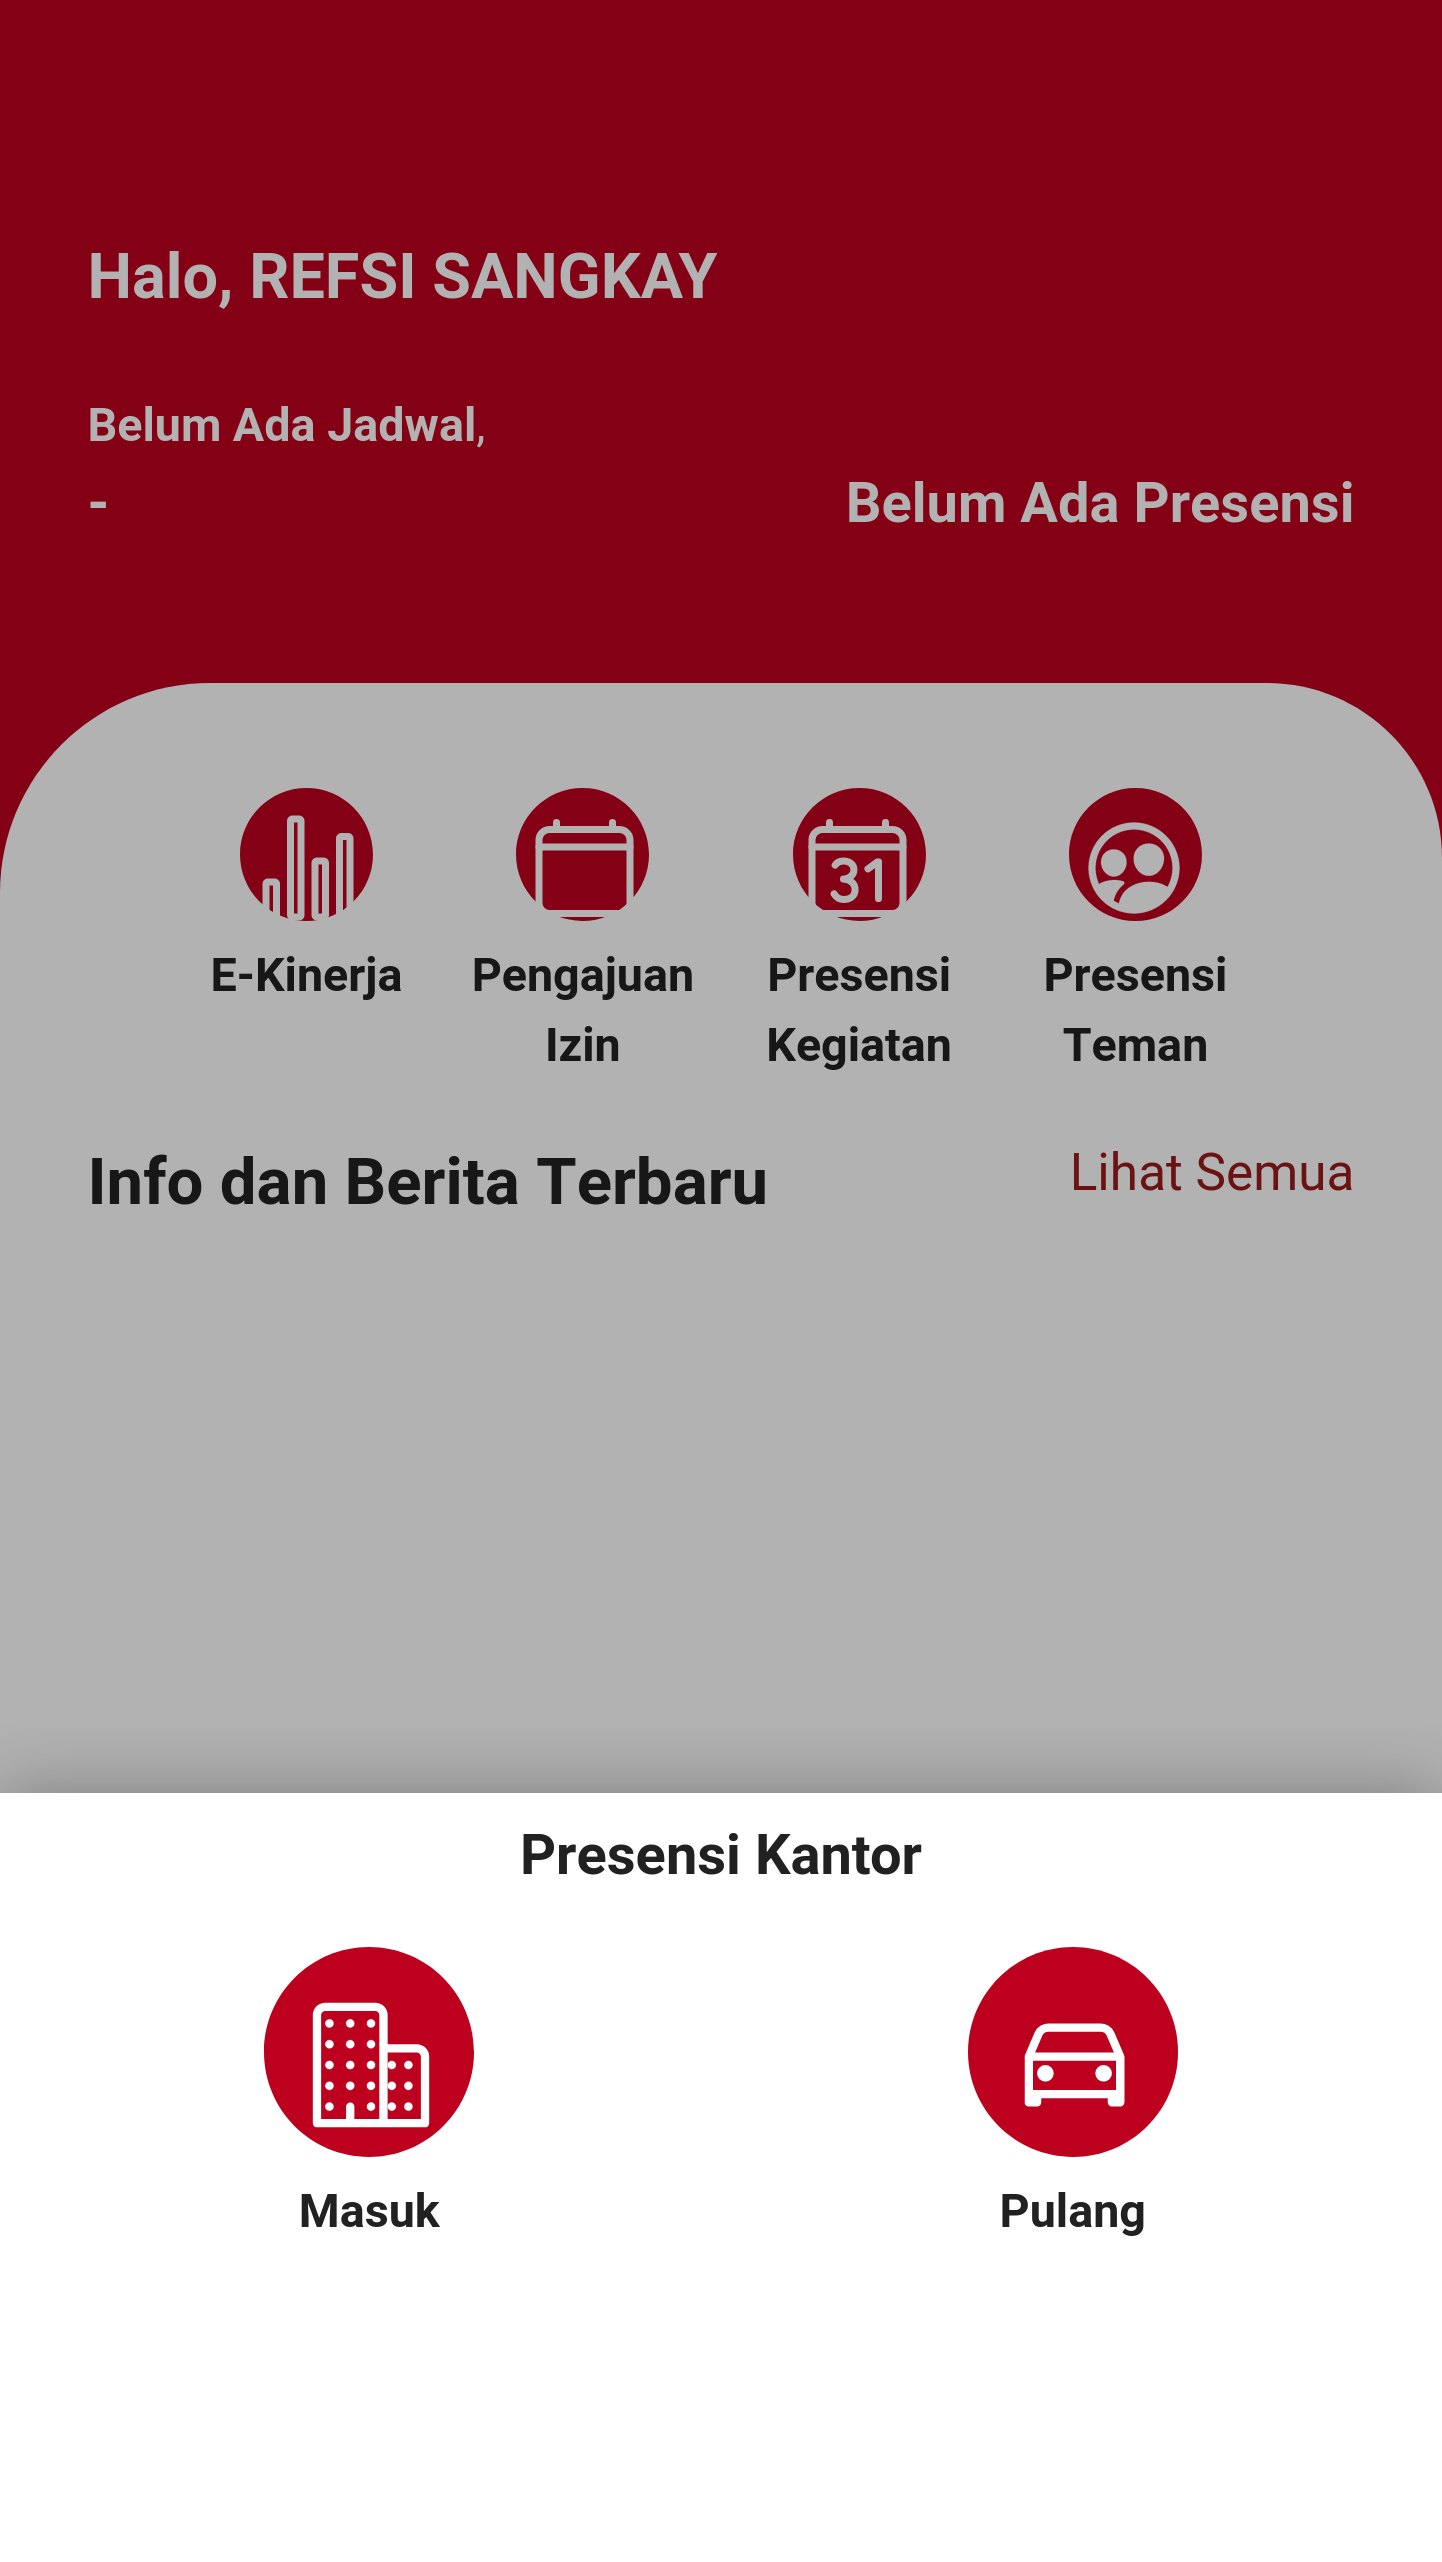 Halo, REFSI SANGKAY
Belum Ada Jadwal,
-
Belum Ada Presensi
31
E-Kinerja
Pengajuan
Izin
Presensi
Kegiatan
Presensi
Teman
Info dan Berita Terbaru
Lihat Semua
Presensi Kantor
Masuk
Pulang